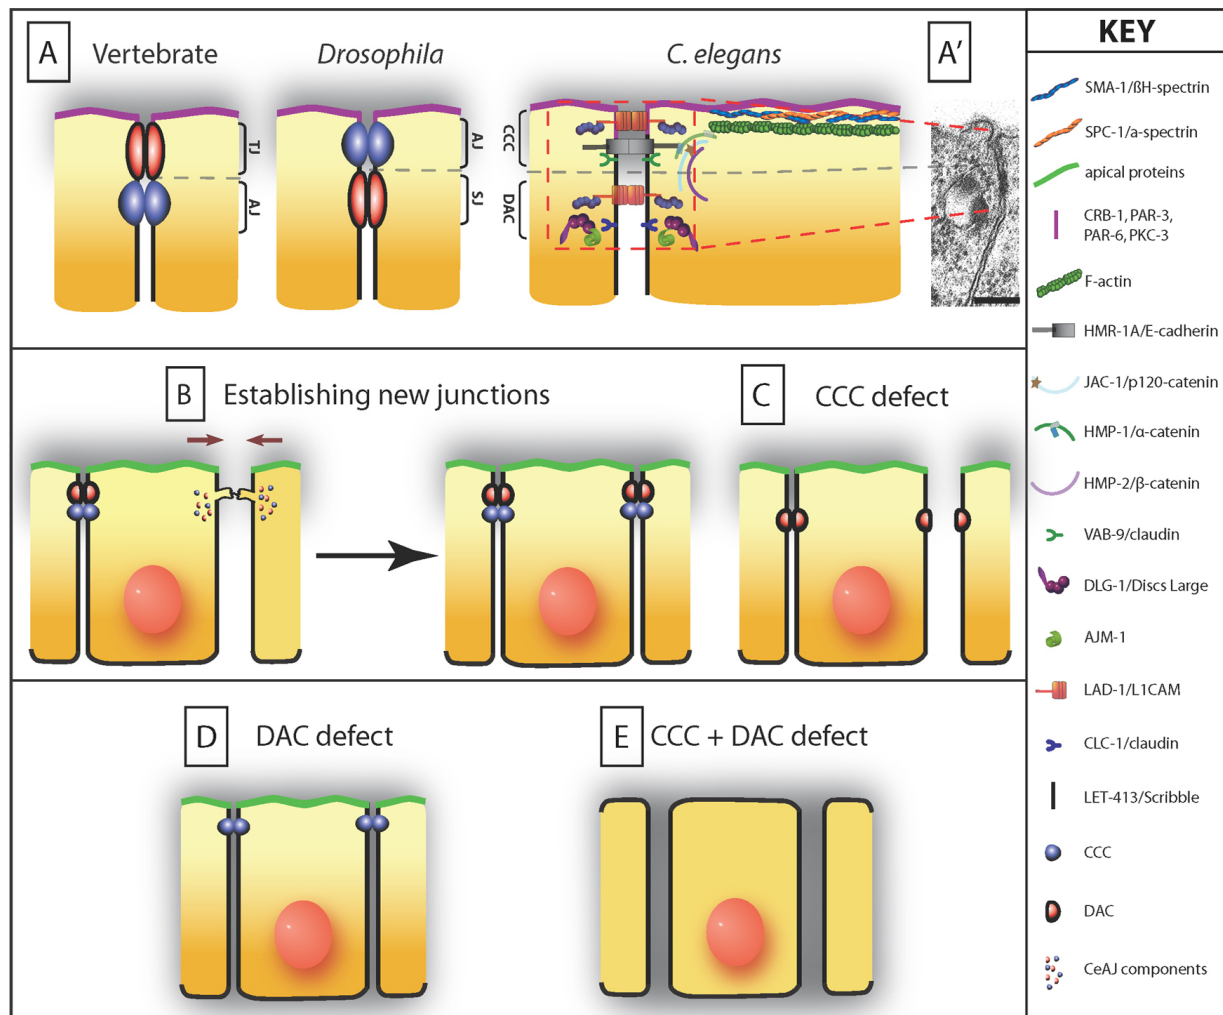 A
Vertebrate
Drosophila
C. elegans
A'
TJ
AJ
AJ
SJ
CCC
DAC
B
Establishing new junctions
C
CCC defect
D
DAC defect
E
CCC + DAC defect
KEY
SMA-1/ßH-spectrin
SPC-1/a-spectrin
apical proteins
CRB-1, PAR-3,
PAR-6, PKC-3
F-actin
HMR-1A/E-cadherin
JAC-1/p120-catenin
HMP-1/α-catenin
HMP-2/β-catenin
VAB-9/claudin
DLG-1/Discs Large
AJM-1
LAD-1/L1CAM
CLC-1/claudin
LET-413/Scribble
CCC
DAC
CeAJ components